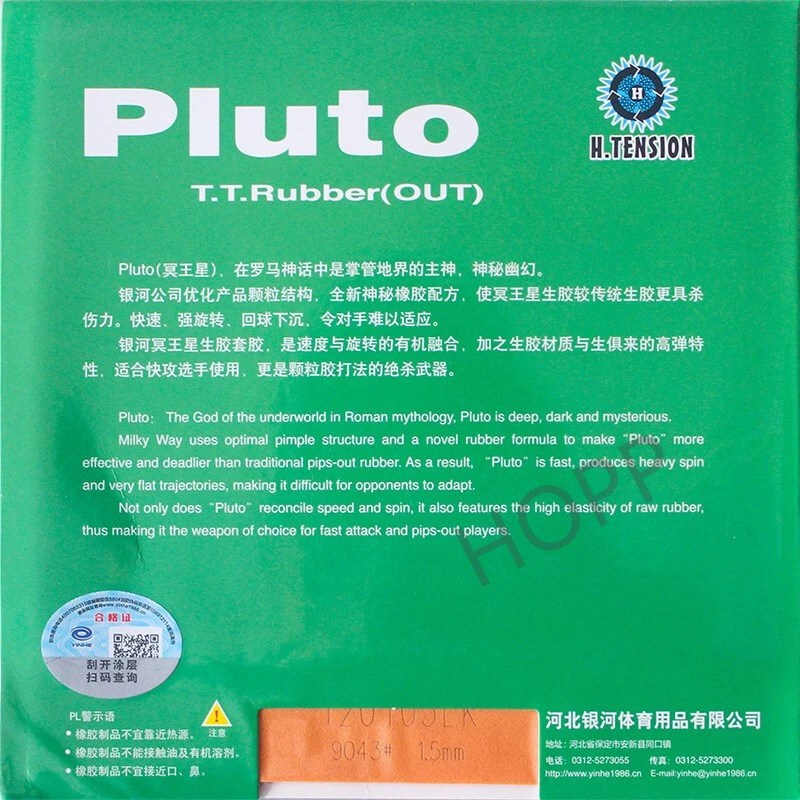 Pluto
T.T.Rubber(OUT)
H
H.TENSION
Pluto(冥王星)，在罗马神话中是掌管地界的主神，神秘幽幻。
银河公司优化产品颗粒结构，全新神秘橡胶配方，使冥王星生胶较传统生胶更具杀
伤力。快速、强旋转、回球下沉，令对手难以适应。
银河冥王星生胶套胶，是速度与旋转的有机融合，加之生胶材质与生俱来的高弹特
性，适合快攻选手使用，更是颗粒胶打法的绝杀武器。
Pluto: The God of the underworld in Roman mythology, Pluto is deep, dark and mysterious.
Milky Way uses optimal pimple structure and a novel rubber formula to make "Pluto" more
effective and deadlier than traditional pips-out rubber. As a result, "Pluto" is fast, produces heavy spin
and very flat trajectories, making it difficult for opponents to adapt.
Not only does "Pluto" reconcile speed and spin, it also features the high elasticity of raw rubber,
thus making it the weapon of choice for fast attack and pips-out players.
HOPP
合格证
YINHE
刮开涂层
扫码查询
PL警示语
注意
• 橡胶制品不宜靠近热源。
• 橡胶制品不能接触油及有机溶剂。
• 橡胶制品不宜接近口、鼻。
9043# 1.5mm
河北银河体育用品有限公司
地址: 河北省保定市安新县同口镇
电话: 0312-5273055 传真: 0312-5273300
http://www.yinhe1986.cn E-mail:yinhe@yinhe1986.cn